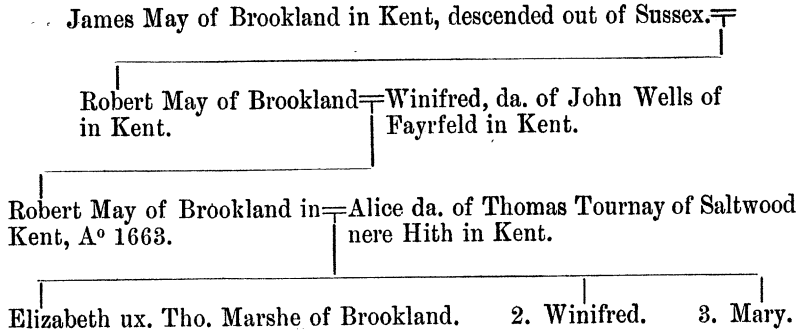 James May of Brookland in Kent, descended out of Sussex.
Robert May of Brookland=Winifred, da. of John Wells of
in Kent. Fayrfeld in Kent.
Robert May of Brookland in=Alice da. of Thomas Tournay of Saltwood
Kent, Aº 1663. nere Hith in Kent.
Elizabeth ux. Tho. Marshe of Brookland. 2. Winifred. 3. Mary.